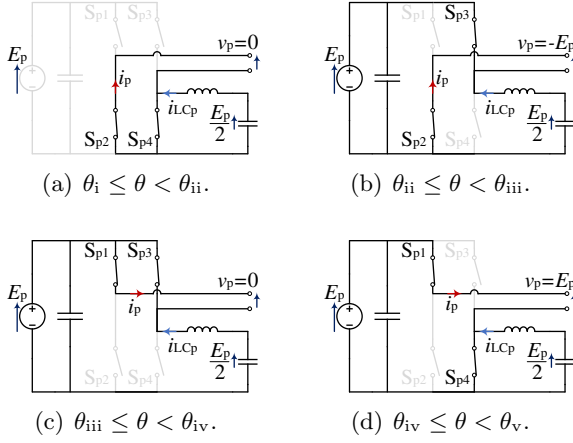 Sp1 Sp3 vp=0
Ep ip
iLCp Ep/2
Sp2 Sp4
(a) θi ≤ θ < θii.
Sp1 Sp3 vp=-Ep
Ep ip
iLCp Ep/2
Sp2 Sp4
(b) θii ≤ θ < θiii.
Sp1 Sp3 vp=0
Ep ip
iLCp Ep/2
Sp2 Sp4
(c) θiii ≤ θ < θiv.
Sp1 Sp3 vp=Ep
Ep ip
iLCp Ep/2
Sp2 Sp4
(d) θiv ≤ θ < θv.